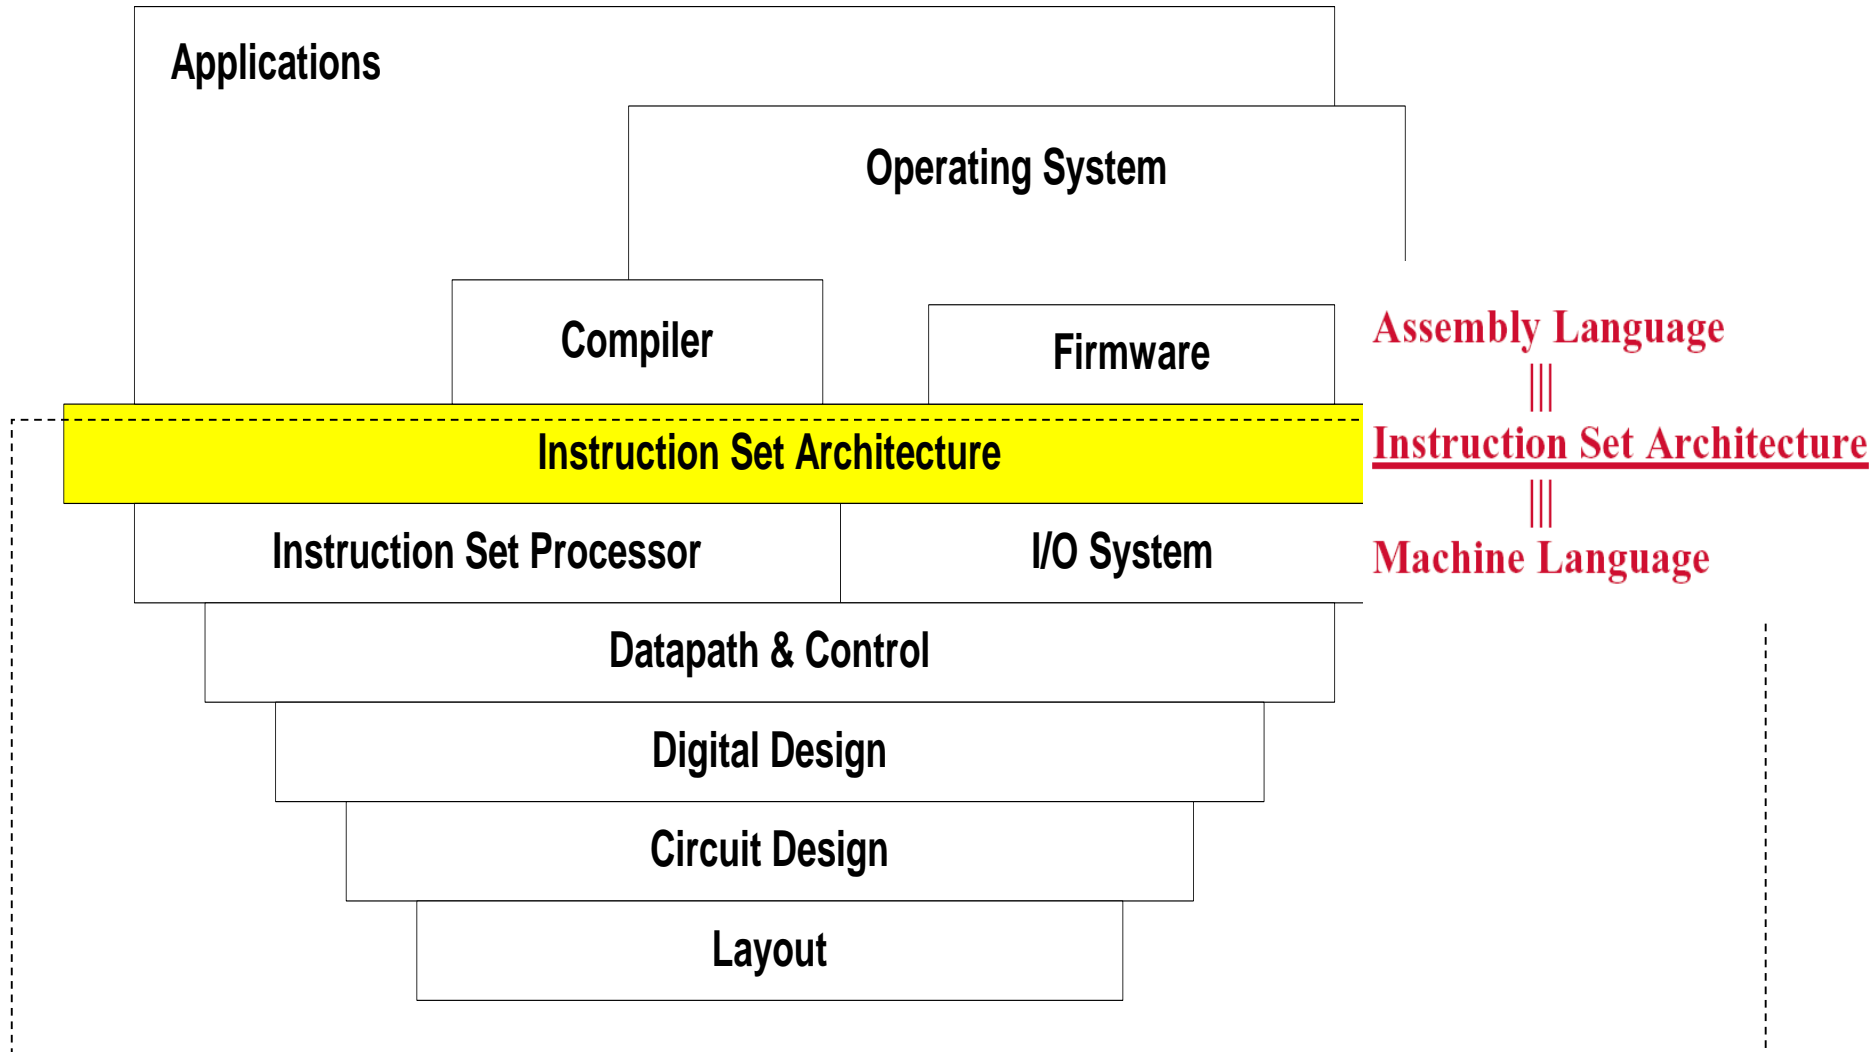 Applications
Operating System
Compiler
Firmware
Assembly Language
|||
Instruction Set Architecture
Instruction Set Architecture
|||
Instruction Set Processor
I/O System
Machine Language
Datapath & Control
Digital Design
Circuit Design
Layout